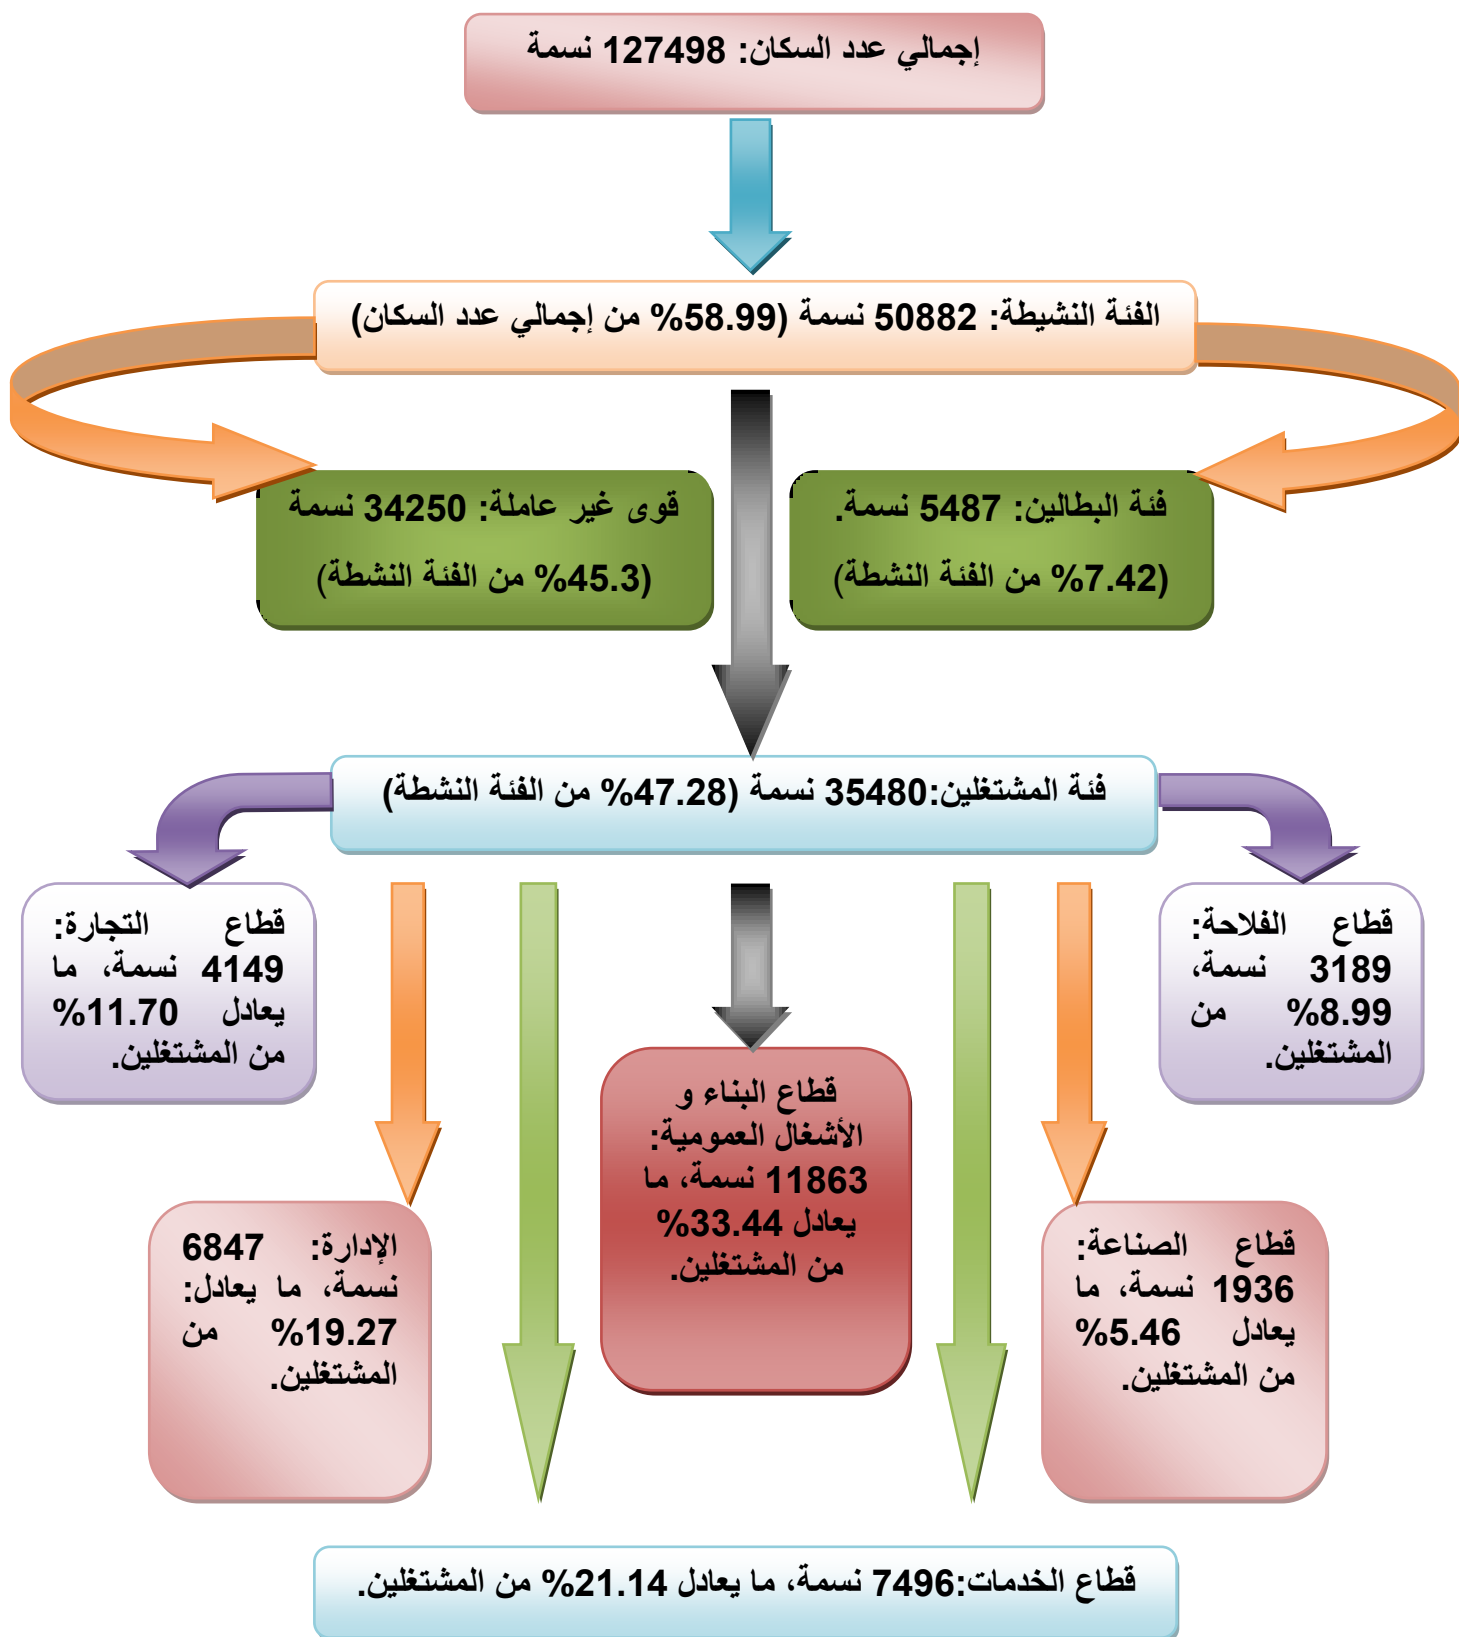 إجمالي عدد السكان: 127498 نسمة
الفئة النشيطة: 50882 نسمة (58.99% من إجمالي عدد السكان)
فئة البطالين: 5487 نسمة.
(7.42% من الفئة النشطة)
قوى غير عاملة: 34250 نسمة
(45.3% من الفئة النشطة)
فئة المشتغلين:35480 نسمة (47.28% من الفئة النشطة)
قطاع الفلاحة:
3189 نسمة،
8.99% من
المشتغلين.
قطاع التجارة:
4149 نسمة، ما
يعادل 11.70%
من المشتغلين.
قطاع البناء و
الأشغال العمومية:
11863 نسمة، ما
يعادل 33.44%
من المشتغلين.
قطاع الصناعة:
1936 نسمة، ما
يعادل 5.46%
من المشتغلين.
الإدارة: 6847
نسمة، ما يعادل:
19.27% من
المشتغلين.
قطاع الخدمات:7496 نسمة، ما يعادل 21.14% من المشتغلين.